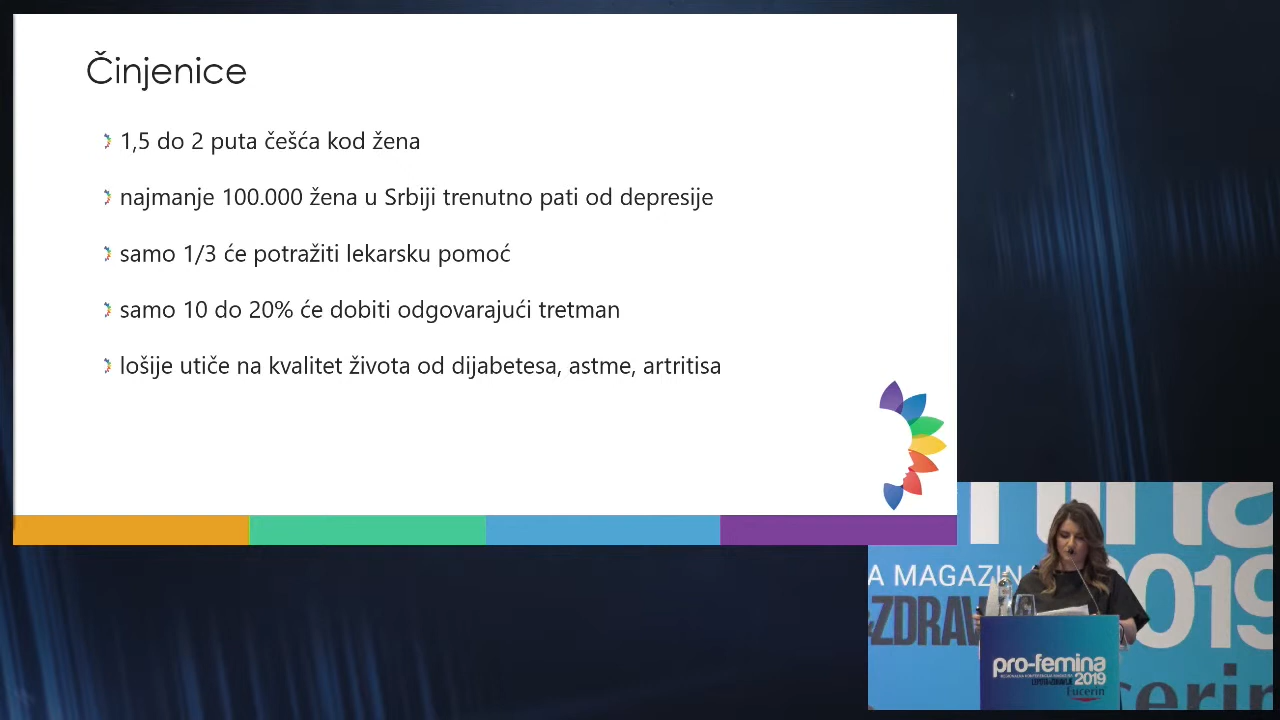 Činjenice
1,5 do 2 puta češća kod žena
najmanje 100.000 žena u Srbiji trenutno pati od depresije
samo 1/3 će potražiti lekarsku pomoć
samo 10 do 20% će dobiti odgovarajući tretman
lošije utiče na kvalitet života od dijabetesa, astme, artritisa
2019
A MAGAZIN
pro-femina
2019
Eucerin